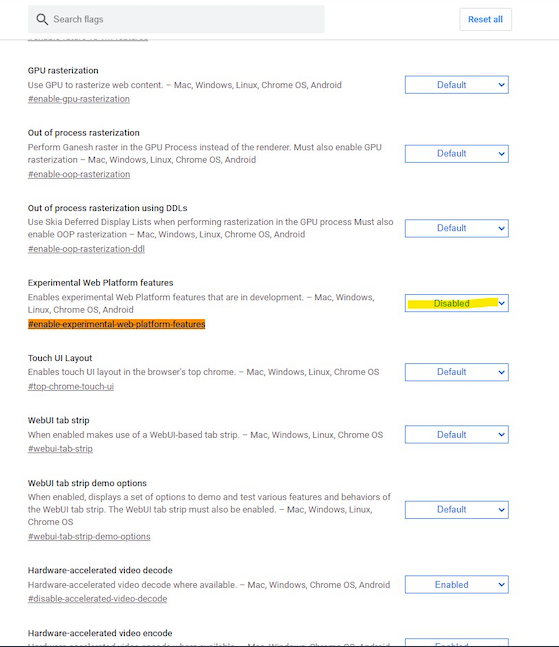 Search flags
Reset all
GPU rasterization
Use GPU to rasterize web content. – Mac, Windows, Linux, Chrome OS, Android
Default
#enable-gpu-rasterization
Out of process rasterization
Perform Ganesh raster in the GPU Process instead of the renderer. Must also enable GPU
rasterization – Mac, Windows, Linux, Chrome OS, Android
Default
#enable-oop-rasterization
Out of process rasterization using DDLs
Use Skia Deferred Display Lists when performing rasterization in the GPU process Must also
enable OOP rasterization – Mac, Windows, Linux, Chrome OS, Android
Default
#enable-oop-rasterization-ddl
Experimental Web Platform features
Enables experimental Web Platform features that are in development. – Mac, Windows,
Linux, Chrome OS, Android
Disabled
#enable-experimental-web-platform-features
Touch UI Layout
Enables touch UI layout in the browser's top chrome. – Mac, Windows, Linux, Chrome OS
Default
#top-chrome-touch-ui
WebUI tab strip
When enabled makes use of a WebUI-based tab strip. – Mac, Windows, Linux, Chrome OS
Default
#webui-tab-strip
WebUI tab strip demo options
When enabled, displays a set of options to demo and test various features and behaviors of
the WebUI tab strip. The WebUI tab strip must also be enabled. – Mac, Windows, Linux,
Chrome OS
Default
#webui-tab-strip-demo-options
Hardware-accelerated video decode
Hardware-accelerated video decode where available. – Mac, Windows, Chrome OS, Android
Enabled
#disable-accelerated-video-decode
Hardware-accelerated video encode